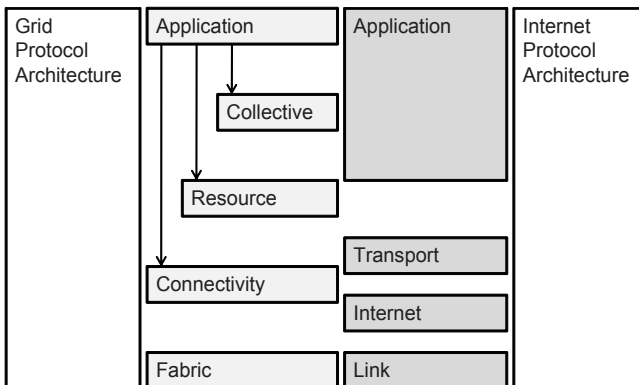 Grid
Protocol
Architecture
Application
Collective
Resource
Connectivity
Fabric
Application
Transport
Internet
Link
Internet
Protocol
Architecture